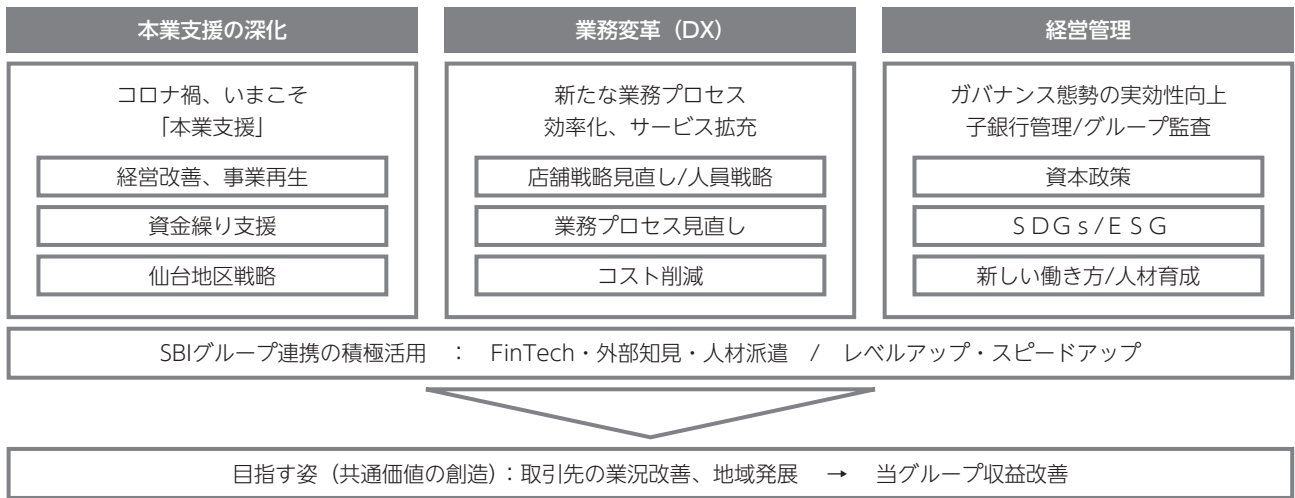 本業支援の深化
コロナ禍、いまこそ
「本業支援」
経営改善、事業再生
資金繰り支援
仙台地区戦略
業務変革（DX）
新たな業務プロセス
効率化、サービス拡充
店舗戦略見直し/人員戦略
業務プロセス見直し
コスト削減
経営管理
ガバナンス態勢の実効性向上
子銀行管理/グループ監査
資本政策
ＳＤＧｓ/ＥＳＧ
新しい働き方/人材育成
SBIグループ連携の積極活用　：　FinTech・外部知見・人材派遣　/　レベルアップ・スピードアップ
目指す姿（共通価値の創造）：取引先の業況改善、地域発展　→　当グループ収益改善